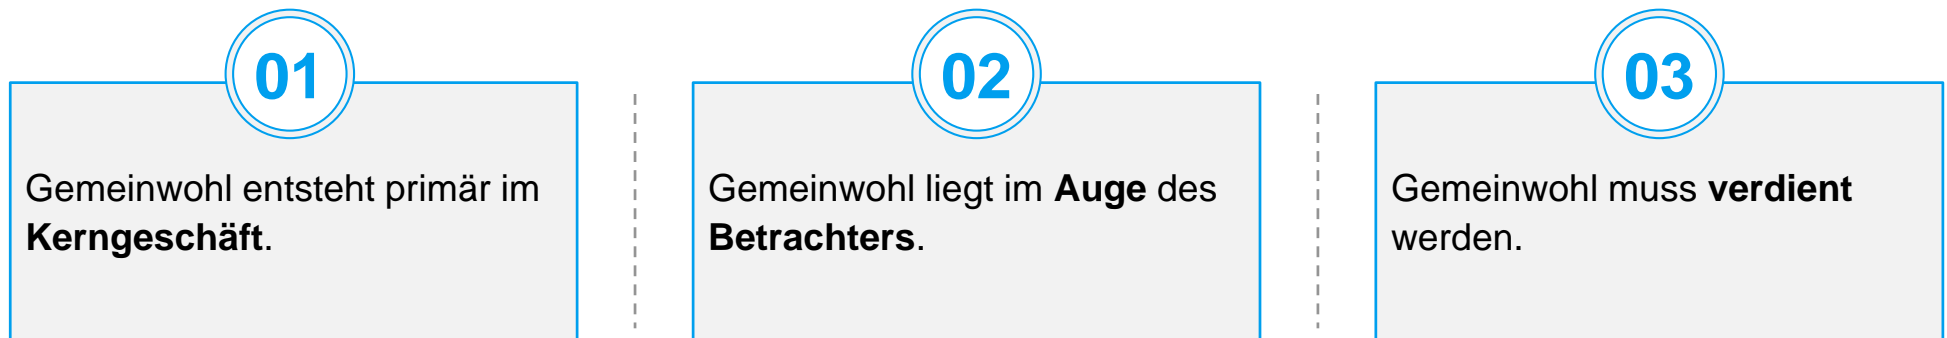 01
Gemeinwohl entsteht primär im
Kerngeschäft.
02
Gemeinwohl liegt im Auge des
Betrachters.
03
Gemeinwohl muss verdient
werden.